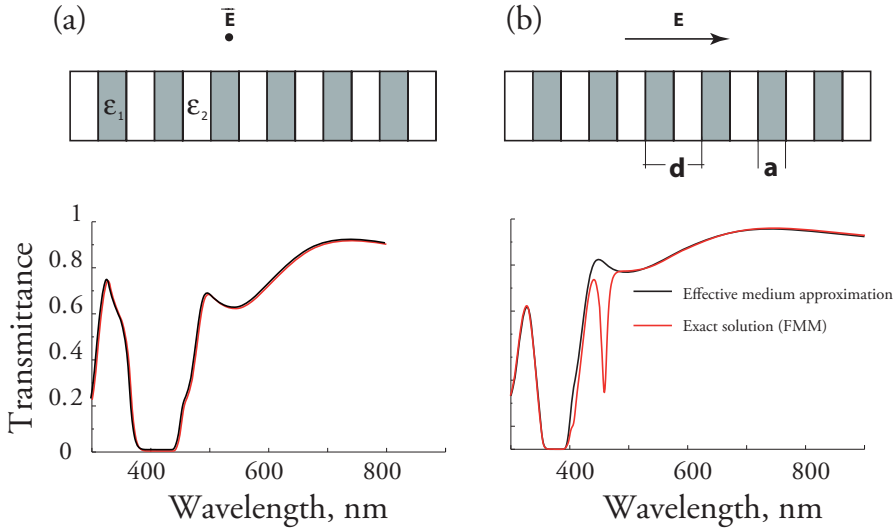 (a)
E
ε1
ε2
Transmittance
1
0.8
0.6
0.4
0.2
0
400
600
800
Wavelength, nm
(b)
E
d
a
Effective medium approximation
Exact solution (FMM)
400
600
800
Wavelength, nm